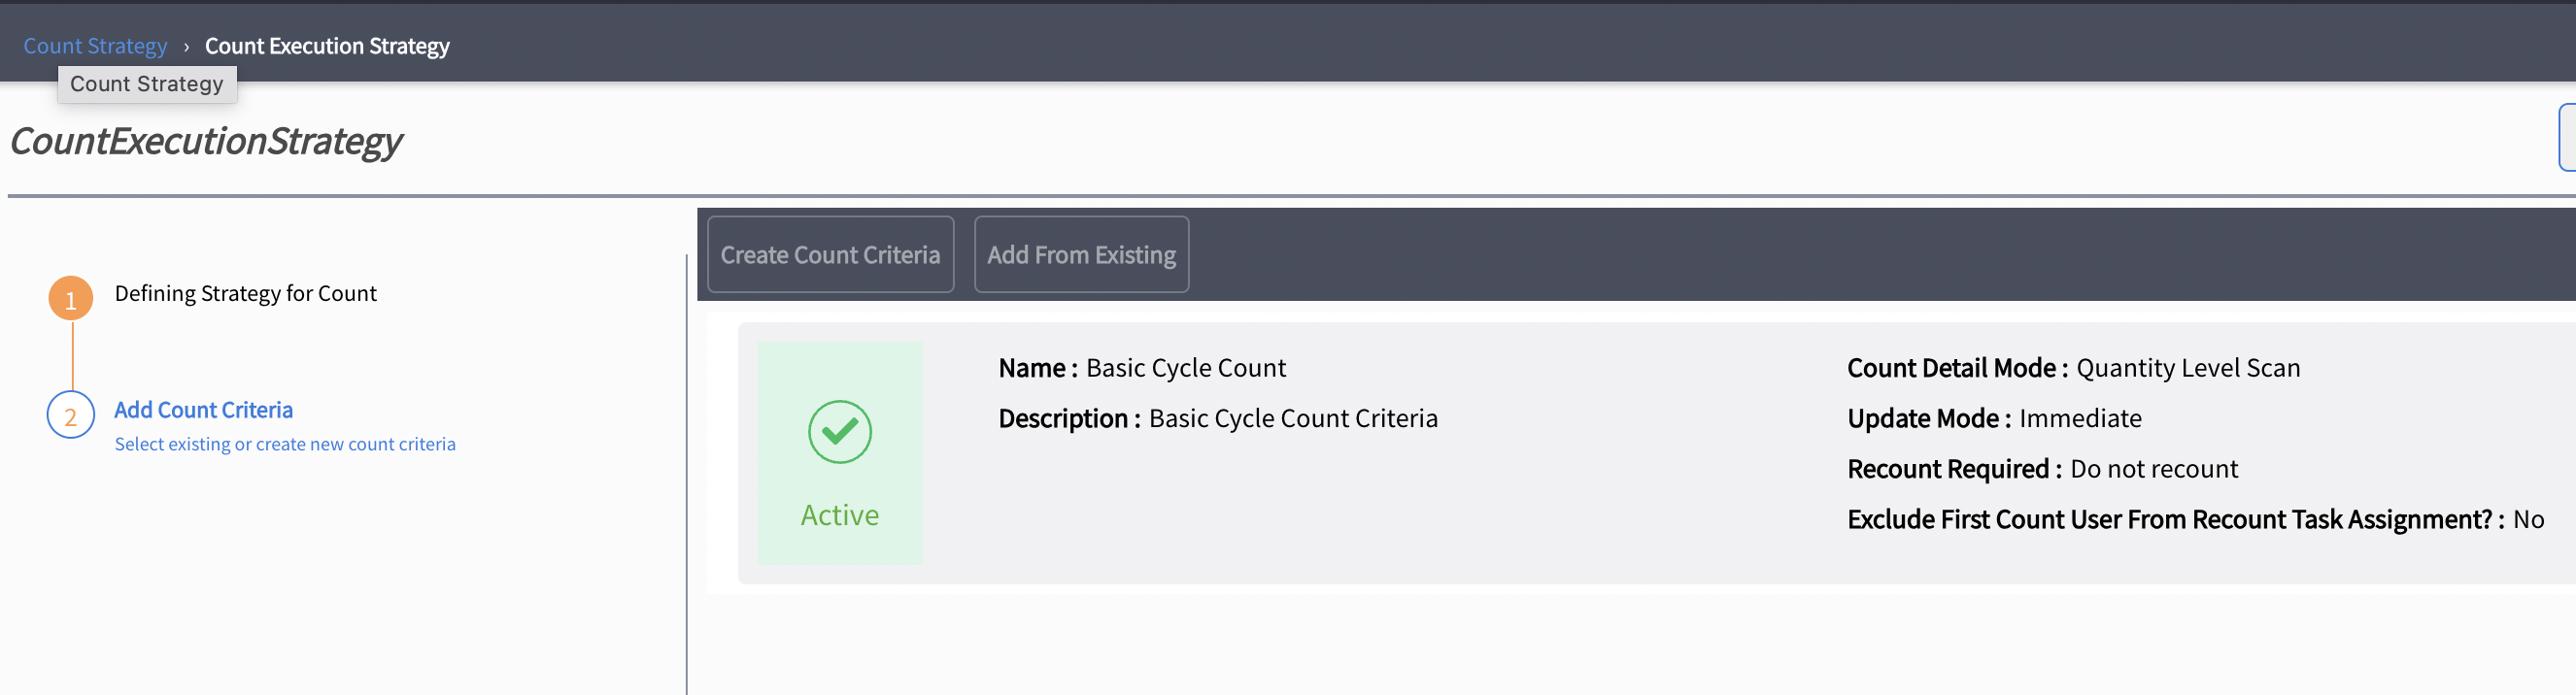 Count Strategy › Count Execution Strategy
Count Strategy
CountExecutionStrategy
Create Count Criteria
Add From Existing
1
Defining Strategy for Count
2
Add Count Criteria
Select existing or create new count criteria
Active
Name : Basic Cycle Count
Description : Basic Cycle Count Criteria
Count Detail Mode : Quantity Level Scan
Update Mode : Immediate
Recount Required : Do not recount
Exclude First Count User From Recount Task Assignment? : No